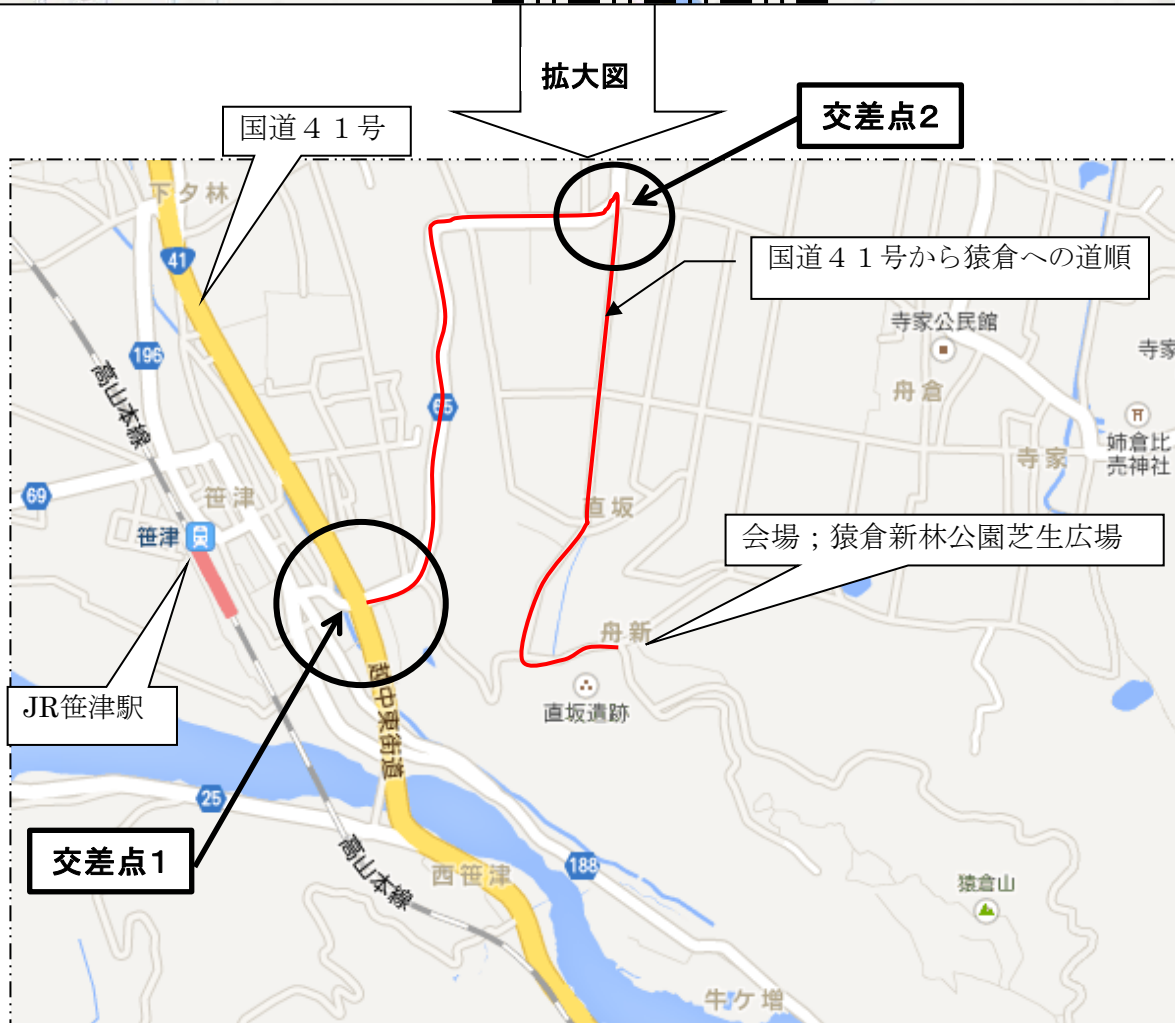 拡大図
交差点2
国道４１号
下夕林
41
国道４１号から猿倉への道順
寺家公民館
寺家
196
高山本線
舟倉
姉倉比
売神社
寺家
69
笹津
直坂
笹津
会場；猿倉新林公園芝生広場
舟新
越中東街道
JR笹津駅
直坂遺跡
25
交差点1
高山本線
西笹津
188
猿倉山
牛ケ増